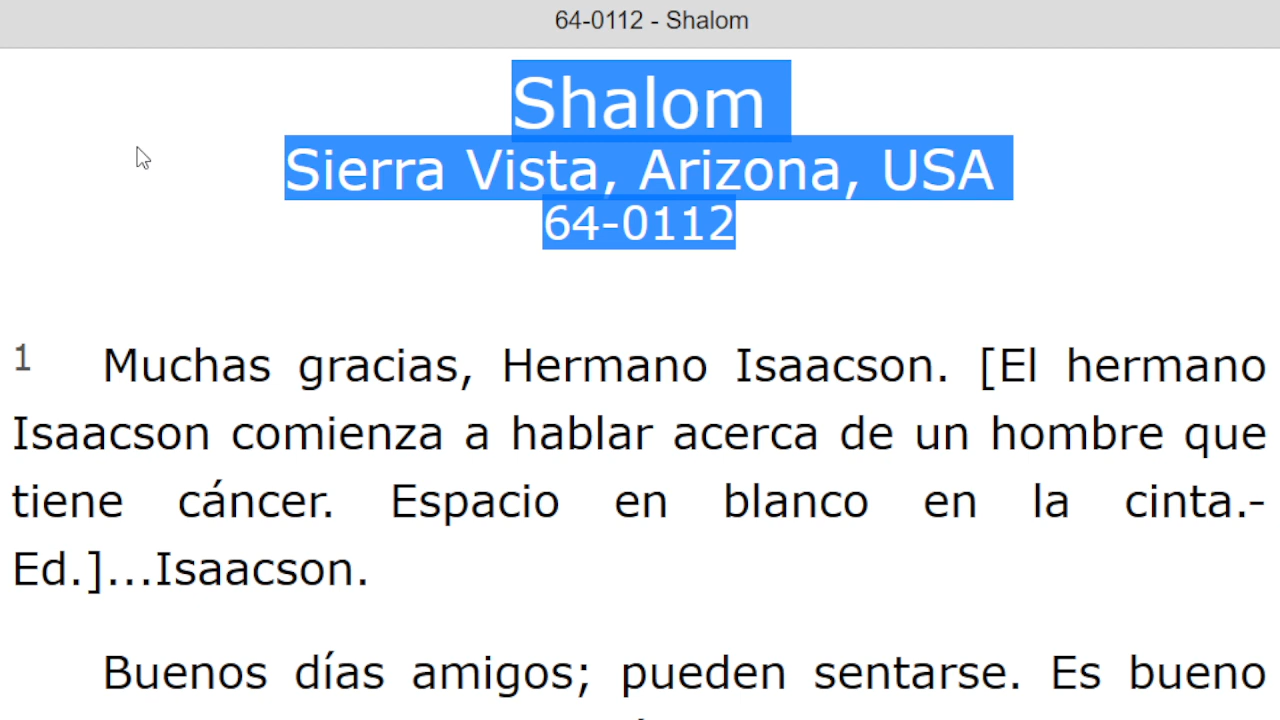 64-0112 - Shalom
Shalom
Sierra Vista, Arizona, USA
64-0112
1 Muchas gracias, Hermano Isaacson. [El hermano
Isaacson comienza a hablar acerca de un hombre que
tiene cáncer. Espacio en blanco en la cinta.-
Ed.]...Isaacson.
Buenos días amigos; pueden sentarse. Es bueno